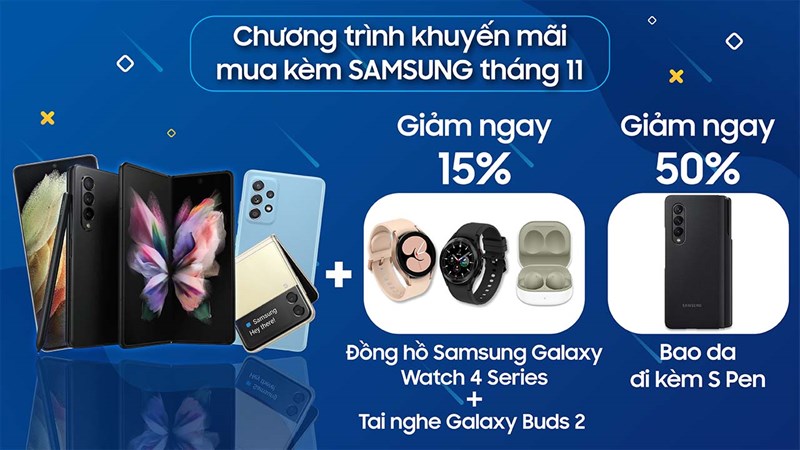 Chương trình khuyến mãi
mua kèm SAMSUNG tháng 11
Giảm ngay
15%
Giảm ngay
50%
+
Samsung
Hey there!
SAMSUNG
Đồng hồ Samsung Galaxy
Watch 4 Series
+
Tai nghe Galaxy Buds 2
Bao da
đi kèm S Pen